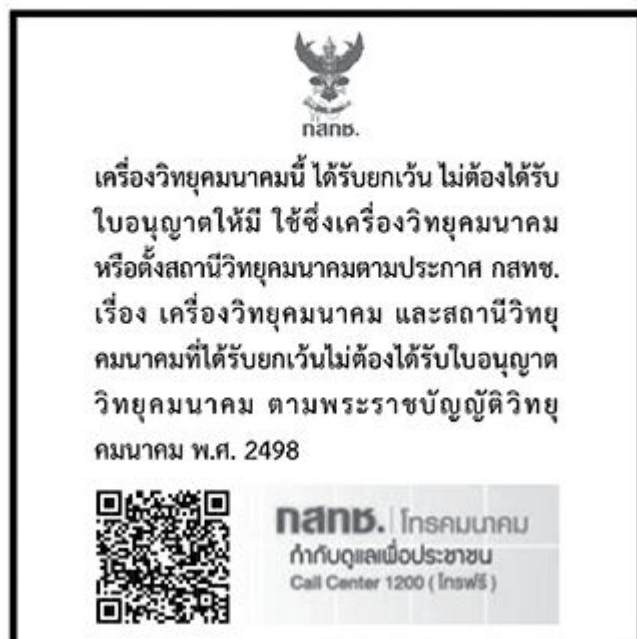 กสทช.
เครื่องวิทยุคมนาคมนี้ ได้รับยกเว้น ไม่ต้องได้รับ
ใบอนุญาตให้มี ใช้ซึ่งเครื่องวิทยุคมนาคม
หรือตั้งสถานีวิทยุคมนาคมตามประกาศ กสทช.
เรื่อง เครื่องวิทยุคมนาคม และสถานีวิทยุ
คมนาคมที่ได้รับยกเว้นไม่ต้องได้รับใบอนุญาต
วิทยุคมนาคม ตามพระราชบัญญัติวิทยุ
คมนาคม พ.ศ. 2498
กสทช. | โทรคมนาคม
กำกับดูแลเพื่อประชาชน
Call Center 1200 (โทรฟรี)